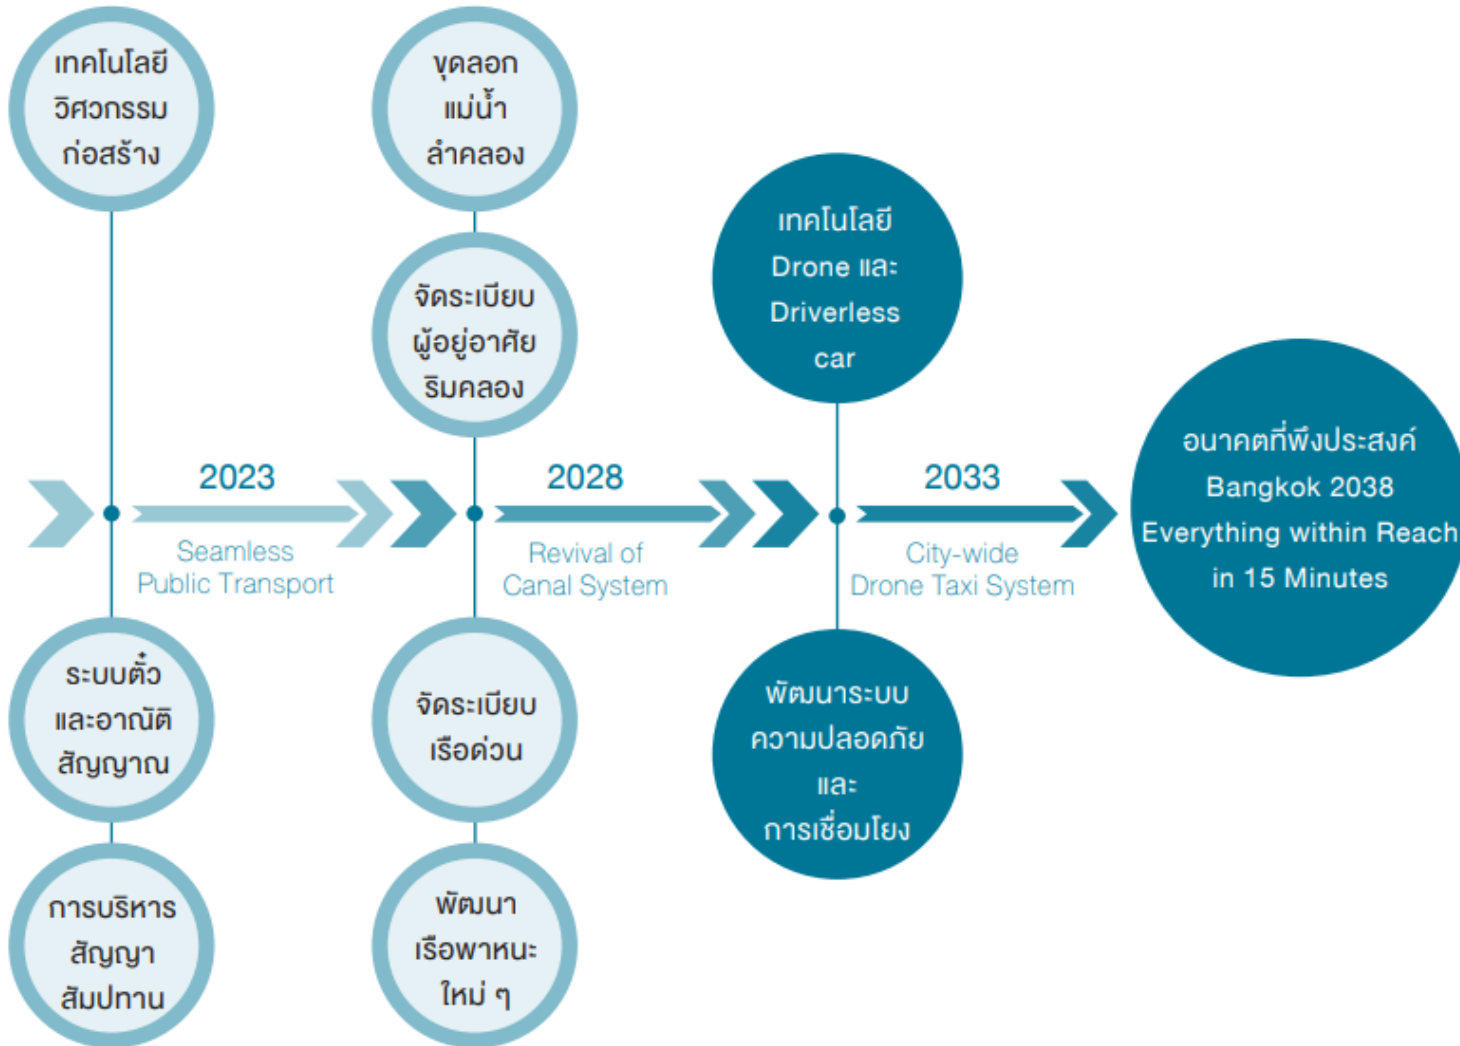 เทคโนโลยี
วิศวกรรม
ก่อสร้าง
ขุดลอก
แม่น้ำ
ลำคลอง
จัดระเบียบ
ผู้อยู่อาศัย
ริมคลอง
เทคโนโลยี
Drone และ
Driverless
car
2023
Seamless
Public Transport
2028
Revival of
Canal System
2033
City-wide
Drone Taxi System
อนาคตที่พึงประสงค์
Bangkok 2038
Everything within Reach
in 15 Minutes
ระบบตั๋ว
และอาณัติ
สัญญาณ
จัดระเบียบ
เรือด่วน
พัฒนาระบบ
ความปลอดภัย
และ
การเชื่อมโยง
การบริหาร
สัญญา
สัมปทาน
พัฒนา
เรือพาหนะ
ใหม่ ๆ